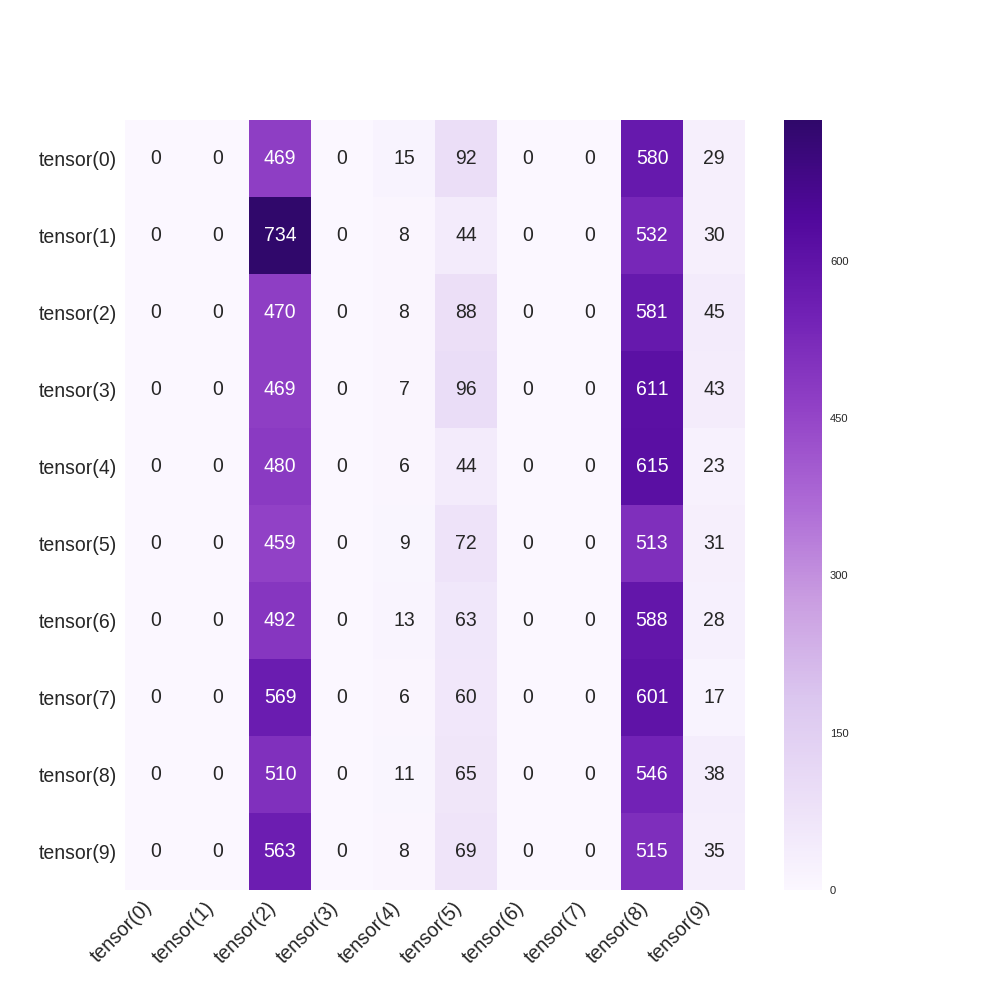 tensor(0) 0 0 469 0 15 92 0 0 580 29
tensor(1) 0 0 734 0 8 44 0 0 532 30
tensor(2) 0 0 470 0 8 88 0 0 581 45
tensor(3) 0 0 469 0 7 96 0 0 611 43
tensor(4) 0 0 480 0 6 44 0 0 615 23
tensor(5) 0 0 459 0 9 72 0 0 513 31
tensor(6) 0 0 492 0 13 63 0 0 588 28
tensor(7) 0 0 569 0 6 60 0 0 601 17
tensor(8) 0 0 510 0 11 65 0 0 546 38
tensor(9) 0 0 563 0 8 69 0 0 515 35
tensor(0) tensor(1) tensor(2) tensor(3) tensor(4) tensor(5) tensor(6) tensor(7) tensor(8) tensor(9)
600
450
300
150
0